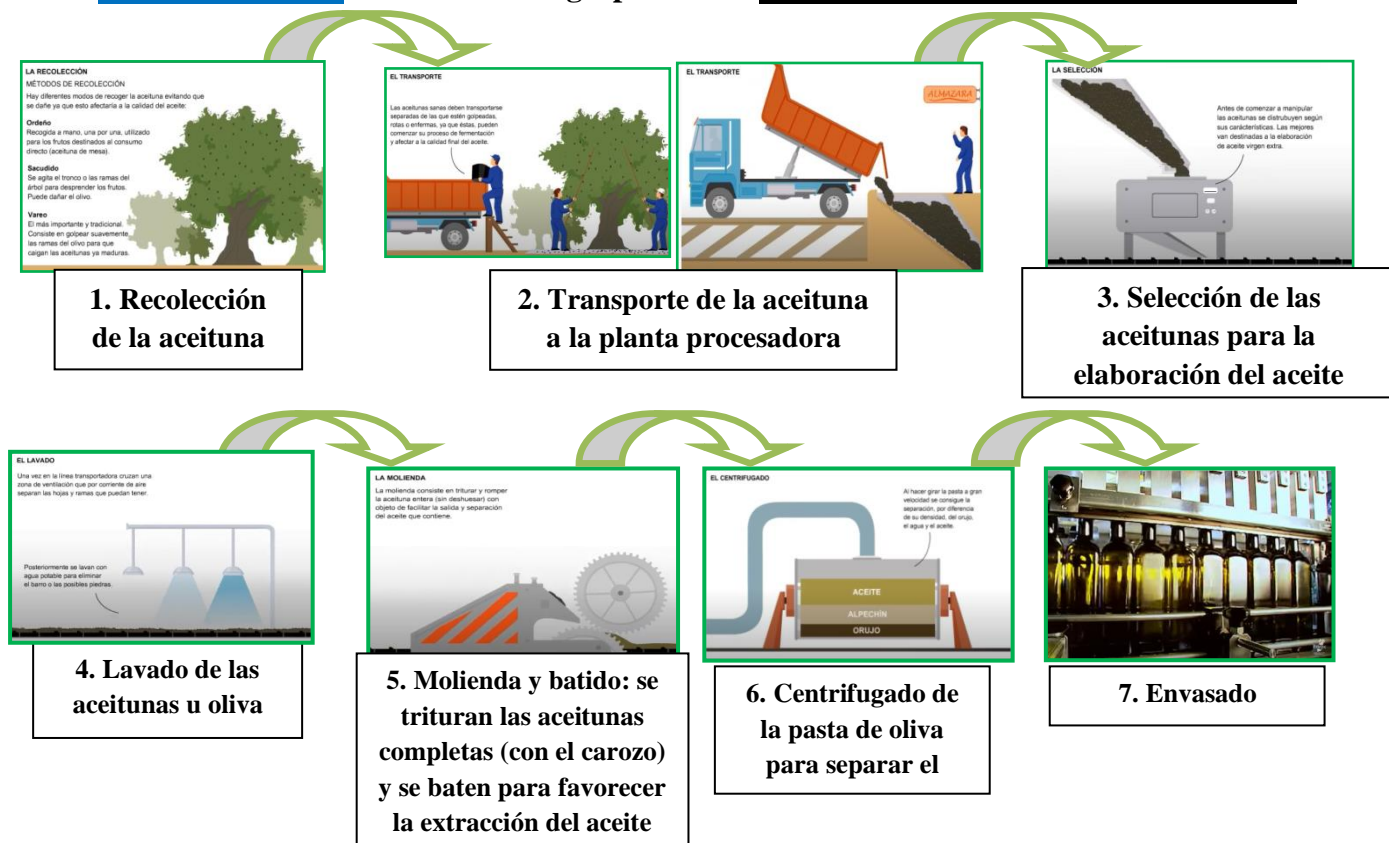 LA RECOLECCIÓN
MÉTODOS DE RECOLECCIÓN
Hay diferentes modos de recoger la aceituna evitando que
se dañe ya que esto afectaría a la calidad del aceite:
Ordeño
Recogida a mano, una por una, utilizado
para los frutos destinados al consumo
directo (aceituna de mesa).
Sacudido
Se agita el tronco o las ramas del
árbol para desprender los frutos.
Puede dañar el olivo.
Vareo
El más importante y tradicional.
Consiste en golpear suavemente
las ramas del olivo para que
caigan las aceitunas ya maduras.
1. Recolección
de la aceituna
EL TRANSPORTE
Las aceitunas sanas deben transportarse
separadas de las que estén golpeadas,
rotas o enfermas, ya que éstas, pueden
comenzar su proceso de fermentación
y afectar a la calidad final del aceite.
EL TRANSPORTE
ALMAZARA
2. Transporte de la aceituna
a la planta procesadora
LA SELECCIÓN
Antes de comenzar a manipular
las aceitunas se distrubuyen según
sus carácterísticas. Las mejores
van destinadas a la elaboración
de aceite virgen extra.
3. Selección de las
aceitunas para la
elaboración del aceite
EL LAVADO
Una vez en la línea transportadora cruzan una
zona de ventilación que por corriente de aire
separan las hojas y ramas que puedan tener.
Posteriormente se lavan con
agua potable para eliminar
el barro o las posibles piedras.
4. Lavado de las
aceitunas u oliva
LA MOLIENDA
La molienda consiste en triturar y romper
la aceituna entera (sin deshuesar) con
objeto de facilitar la salida y separación
del aceite que contiene.
5. Molienda y batido: se
trituran las aceitunas
completas (con el carozo)
y se baten para favorecer
la extracción del aceite
EL CENTRIFUGADO
Al hacer girar la pasta a gran
velocidad se consigue la
separación, por diferencia
de su densidad, del orujo,
el agua y el aceite.
ACEITE
ALPECHÍN
ORUJO
6. Centrifugado de
la pasta de oliva
para separar el
7. Envasado